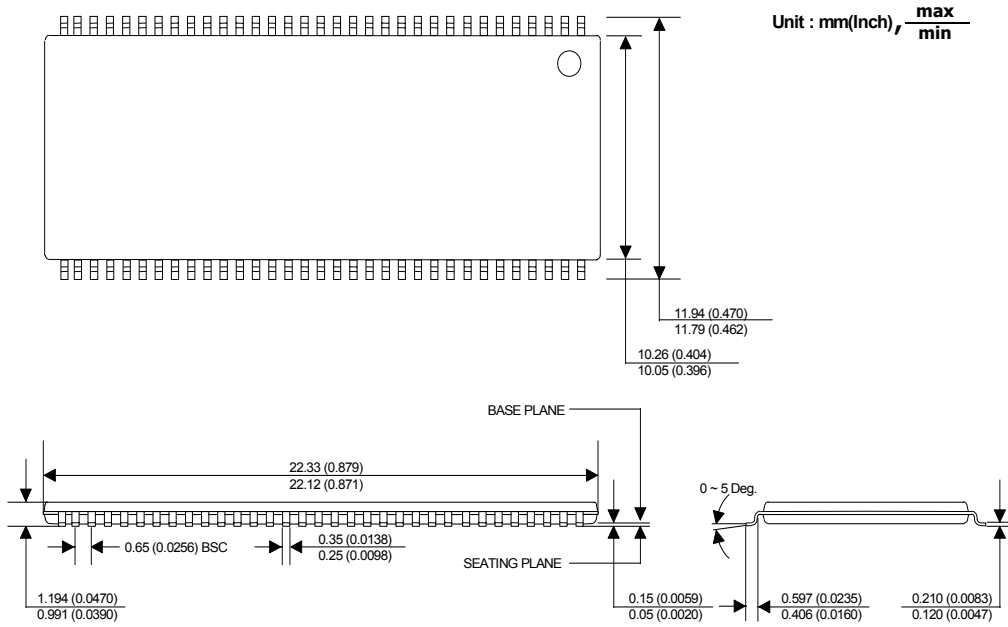 Unit : mm(Inch), max
min
11.94 (0.470)
11.79 (0.462)
10.26 (0.404)
10.05 (0.396)
BASE PLANE
22.33 (0.879)
22.12 (0.871)
0 ~ 5 Deg.
0.65 (0.0256) BSC
0.35 (0.0138)
0.25 (0.0098)
SEATING PLANE
1.194 (0.0470)
0.991 (0.0390)
0.15 (0.0059)
0.05 (0.0020)
0.597 (0.0235)
0.406 (0.0160)
0.210 (0.0083)
0.120 (0.0047)